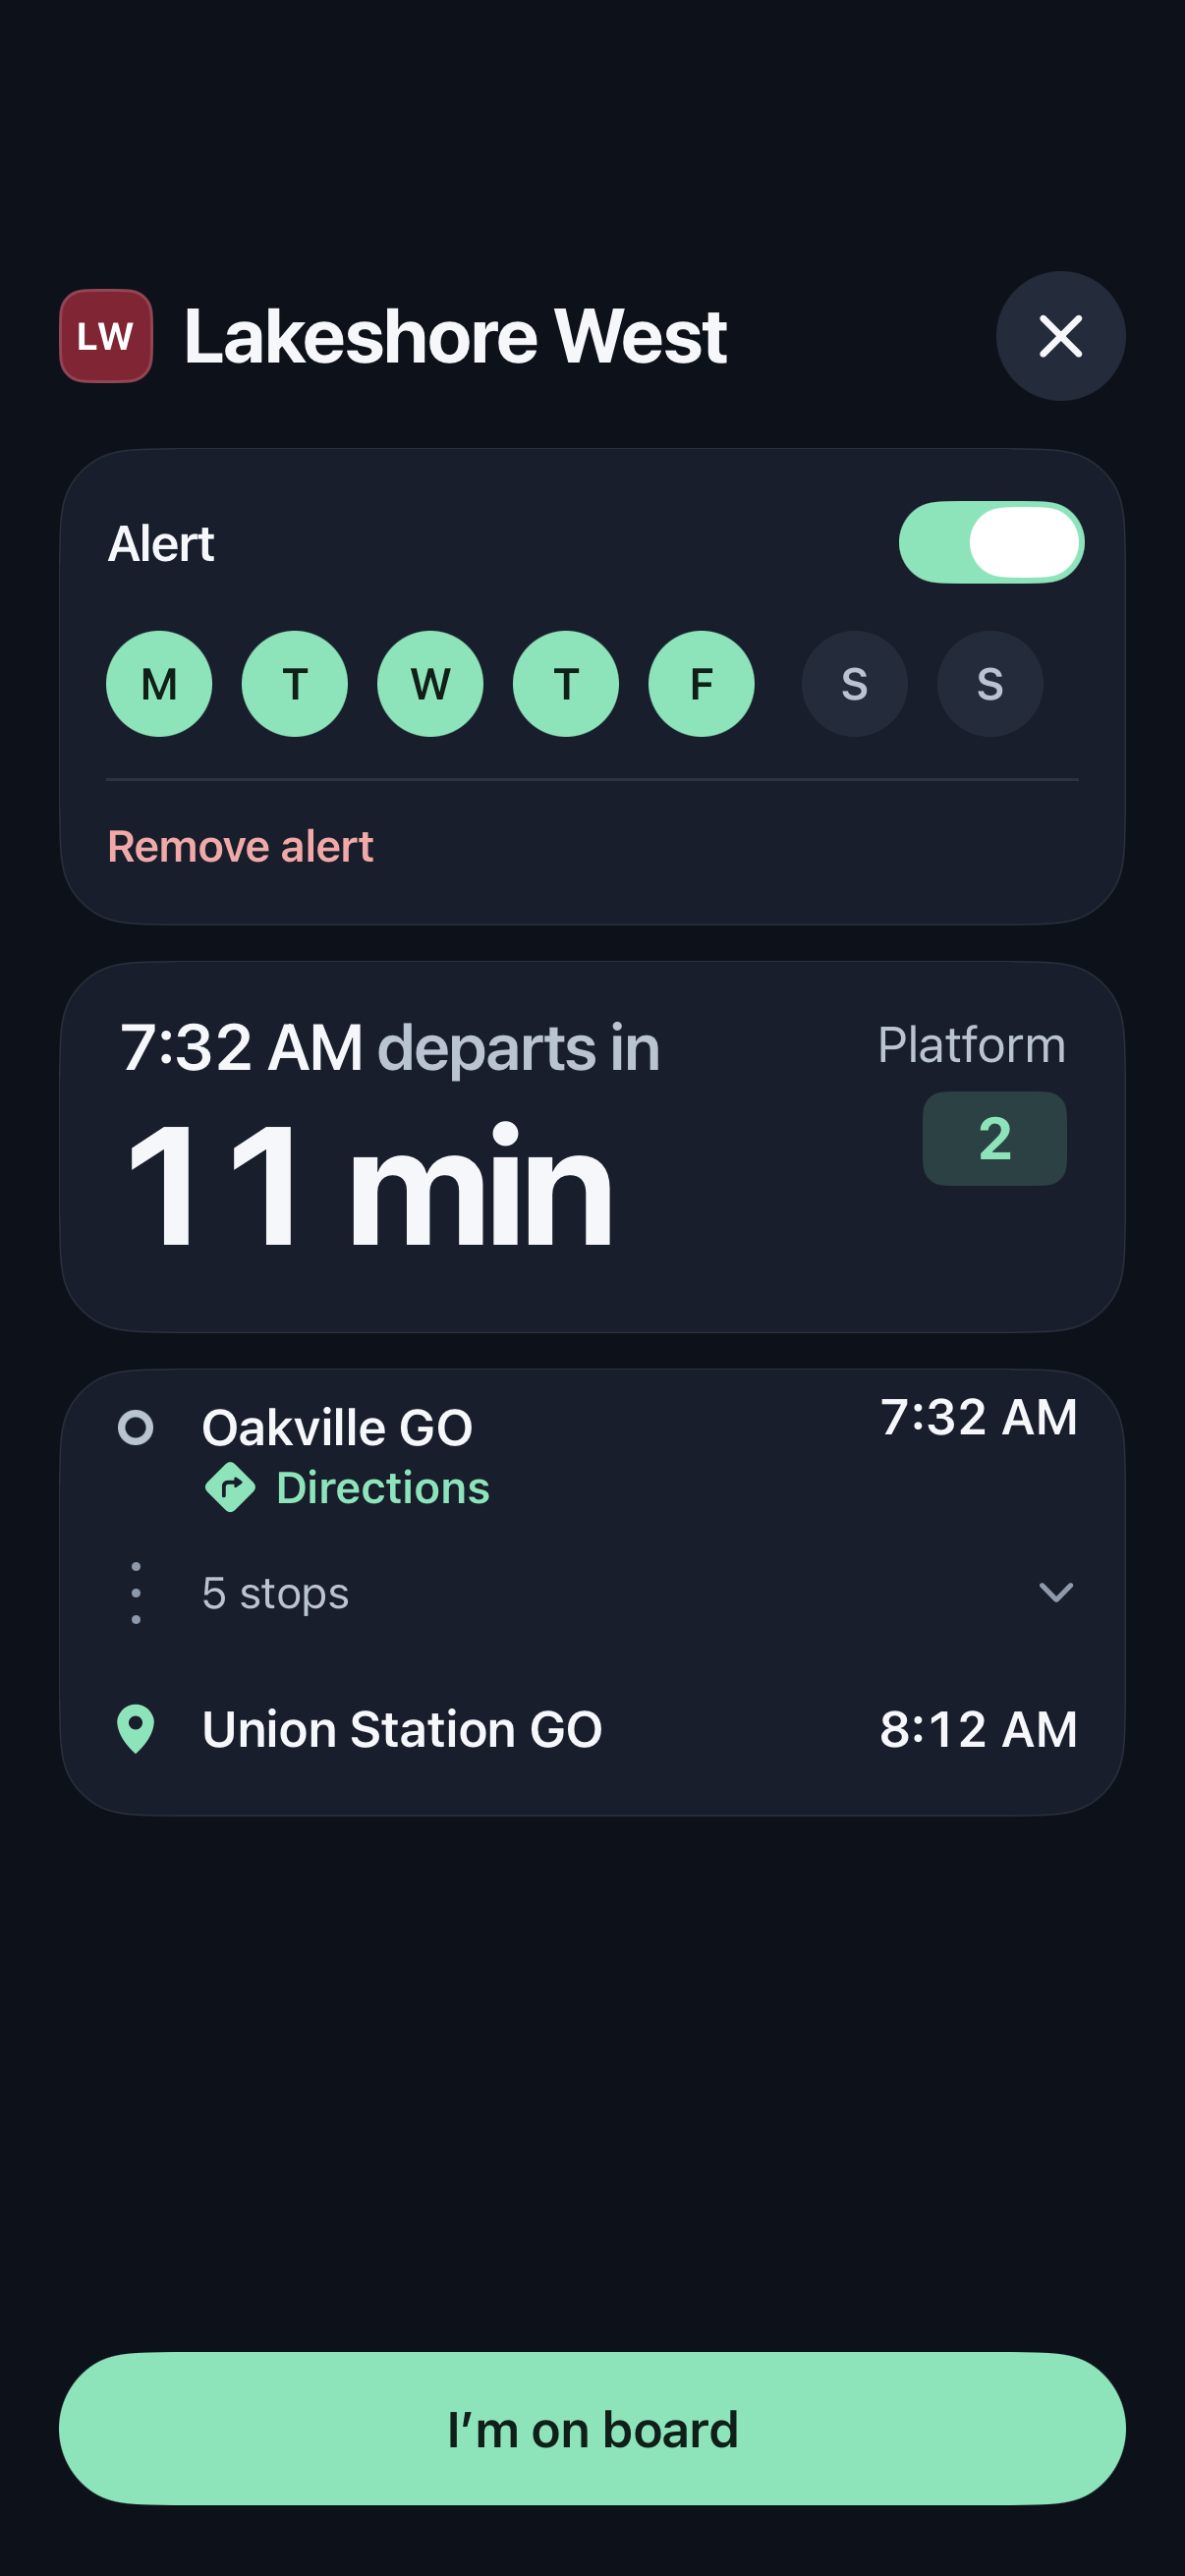 LW Lakeshore West
Alert
M T W T F S S
Remove alert
7:32 AM departs in
Platform
11 min
2
Oakville GO
7:32 AM
Directions
5 stops
Union Station GO
8:12 AM
I’m on board